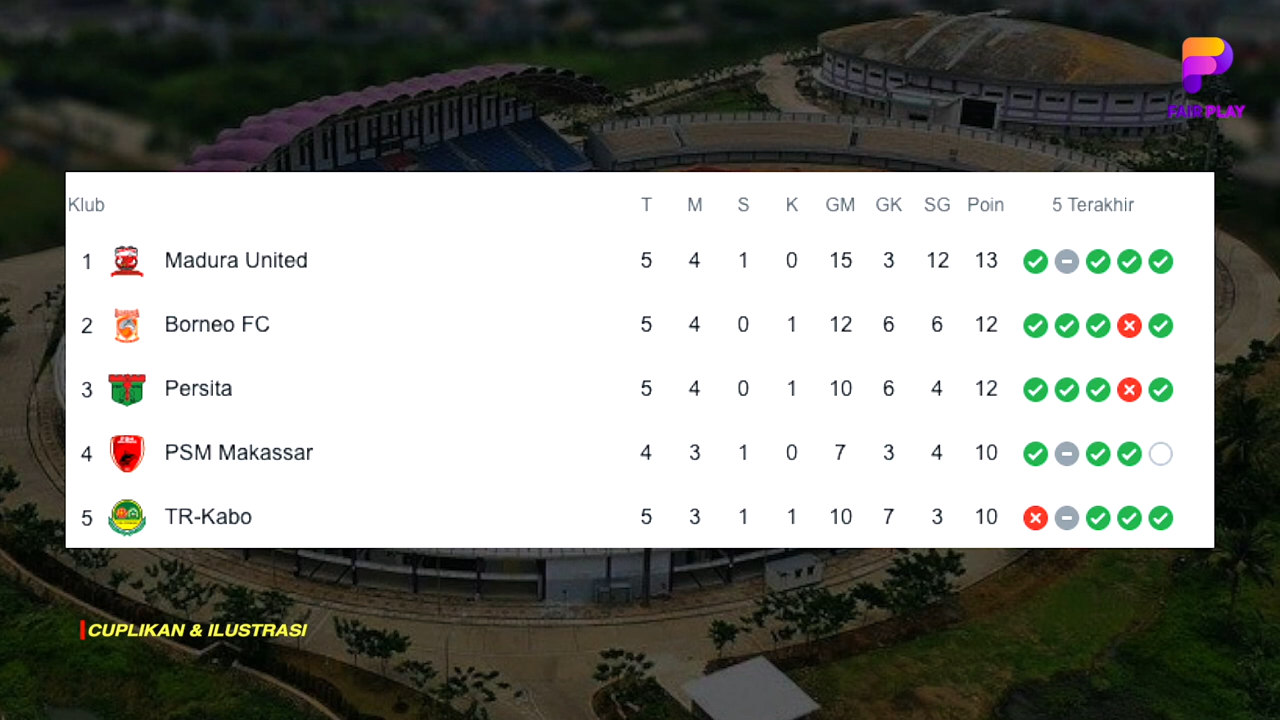 PAIR PLAY
Klub T M S K GM GK SG Poin 5 Terakhir
1 Madura United 5 4 1 0 15 3 12 13
2 Borneo FC 5 4 0 1 12 6 6 12
3 Persita 5 4 0 1 10 6 4 12
4 PSM Makassar 4 3 1 0 7 3 4 10
5 TR-Kabo 5 3 1 1 10 7 3 10
CUPLIKAN & ILUSTRASI